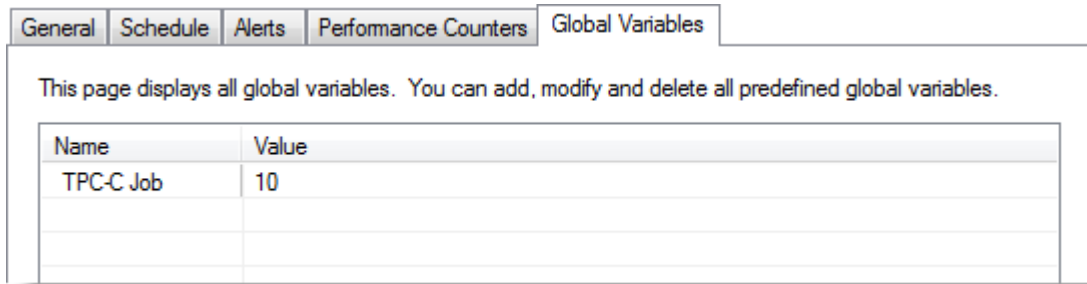 General Schedule Alerts Performance Counters Global Variables
This page displays all global variables. You can add, modify and delete all predefined global variables.
Name Value
TPC-C Job 10